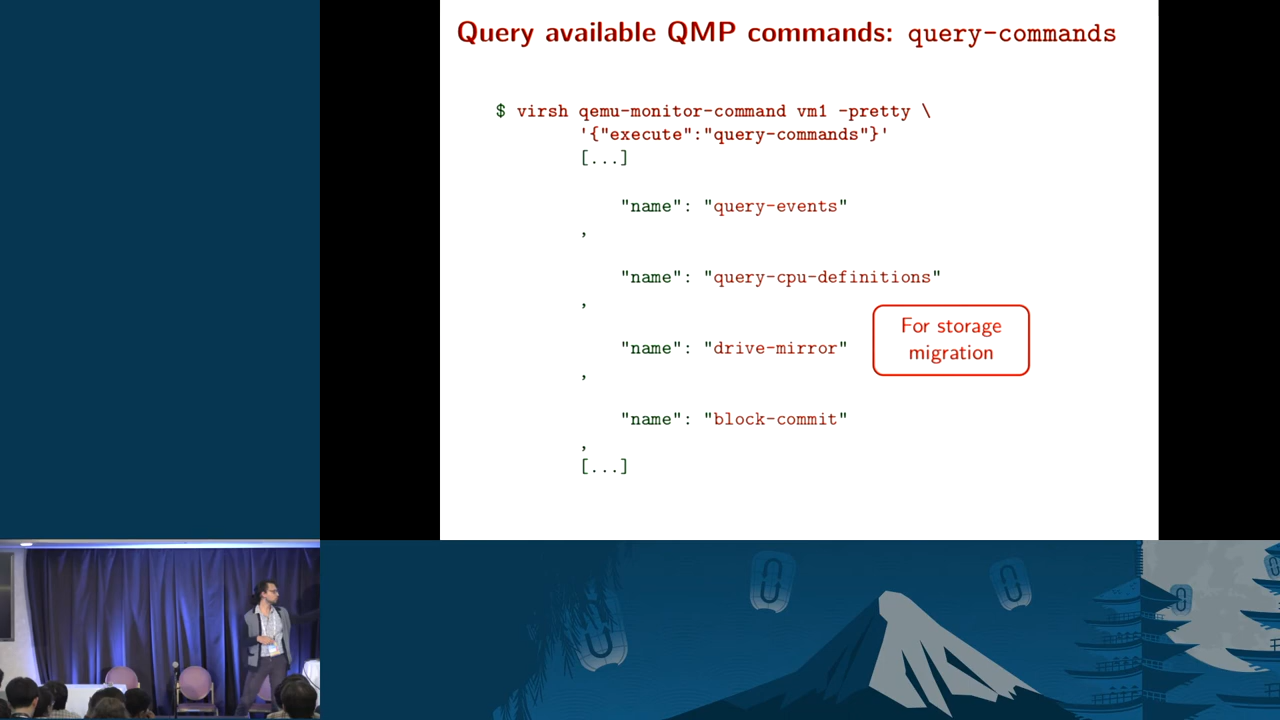 Query available QMP commands: query-commands
$ virsh qemu-monitor-command vm1 -pretty \
'{"execute":"query-commands"}'
[...]
"name": "query-events"
,
"name": "query-cpu-definitions"
,
For storage
migration
"name": "drive-mirror"
,
"name": "block-commit"
,
[...]